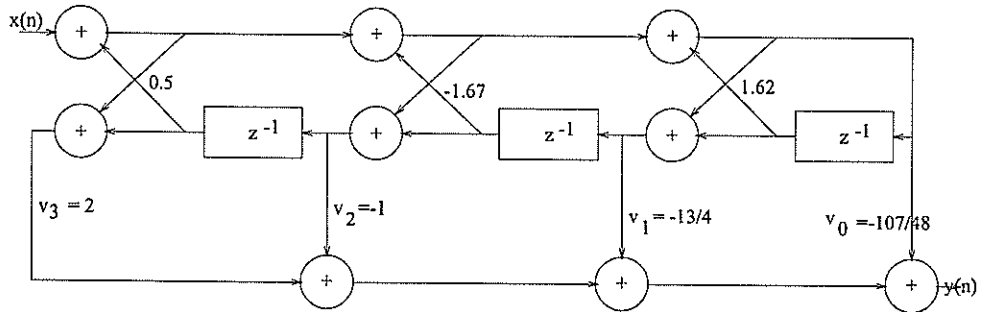 x(n)
+ + +
0.5 -1.67 1.62
+ z⁻¹ + z⁻¹ + z⁻¹
v₃ = 2 v₂ =-1 v₁ = -13/4 v₀ =-107/48
+ + + y(n)